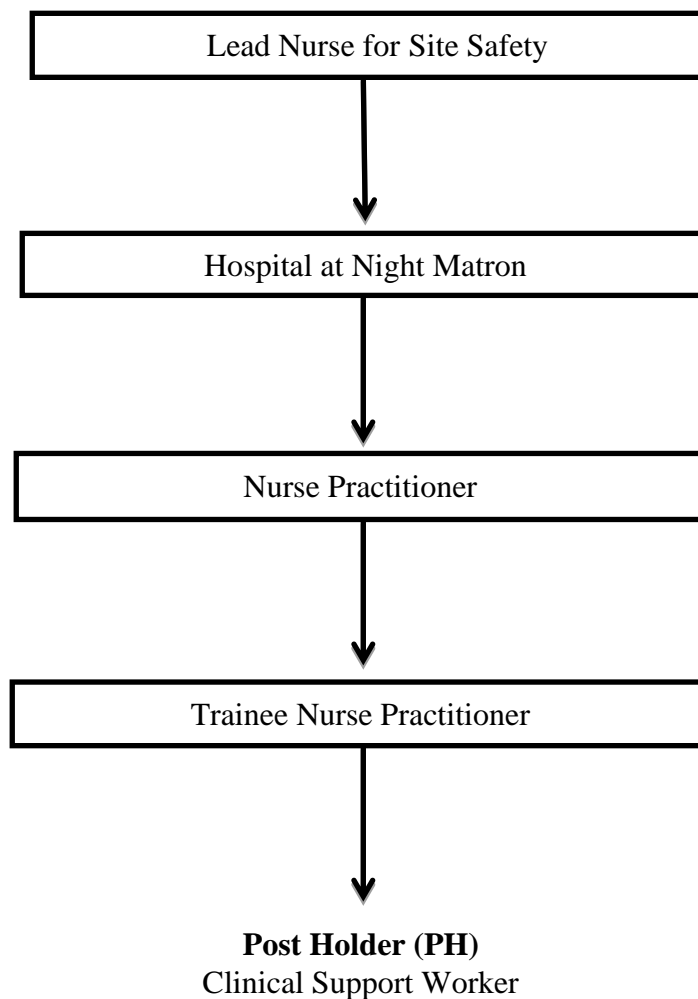 Lead Nurse for Site Safety
Hospital at Night Matron
Nurse Practitioner
Trainee Nurse Practitioner
Post Holder (PH)
Clinical Support Worker